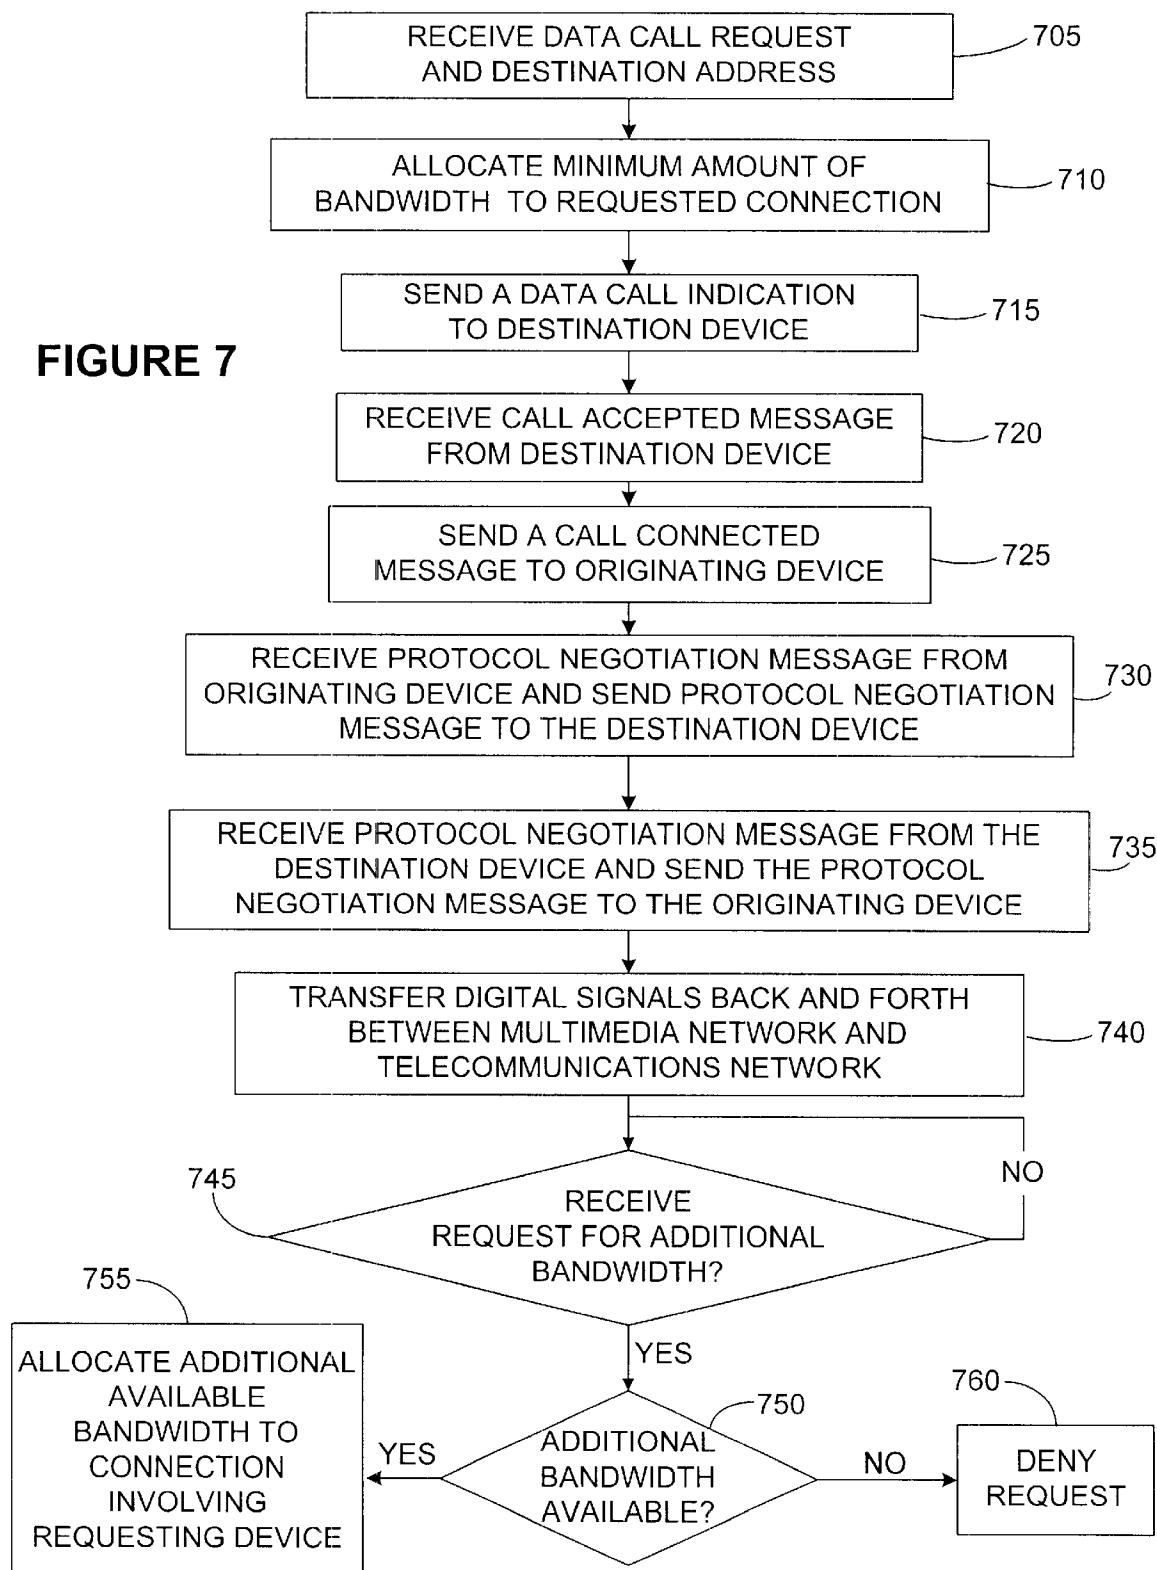 RECEIVE DATA CALL REQUEST
AND DESTINATION ADDRESS
705
ALLOCATE MINIMUM AMOUNT OF
BANDWIDTH TO REQUESTED CONNECTION
710
SEND A DATA CALL INDICATION
TO DESTINATION DEVICE
715
FIGURE 7
RECEIVE CALL ACCEPTED MESSAGE
FROM DESTINATION DEVICE
720
SEND A CALL CONNECTED
MESSAGE TO ORIGINATING DEVICE
725
RECEIVE PROTOCOL NEGOTIATION MESSAGE FROM
ORIGINATING DEVICE AND SEND PROTOCOL NEGOTIATION
MESSAGE TO THE DESTINATION DEVICE
730
RECEIVE PROTOCOL NEGOTIATION MESSAGE FROM THE
DESTINATION DEVICE AND SEND THE PROTOCOL
NEGOTIATION MESSAGE TO THE ORIGINATING DEVICE
735
TRANSFER DIGITAL SIGNALS BACK AND FORTH
BETWEEN MULTIMEDIA NETWORK AND
TELECOMMUNICATIONS NETWORK
740
745
RECEIVE
REQUEST FOR ADDITIONAL
BANDWIDTH?
NO
YES
755
ALLOCATE ADDITIONAL
AVAILABLE
BANDWIDTH TO
CONNECTION
INVOLVING
REQUESTING DEVICE
YES
750
ADDITIONAL
BANDWIDTH
AVAILABLE?
NO
760
DENY
REQUEST